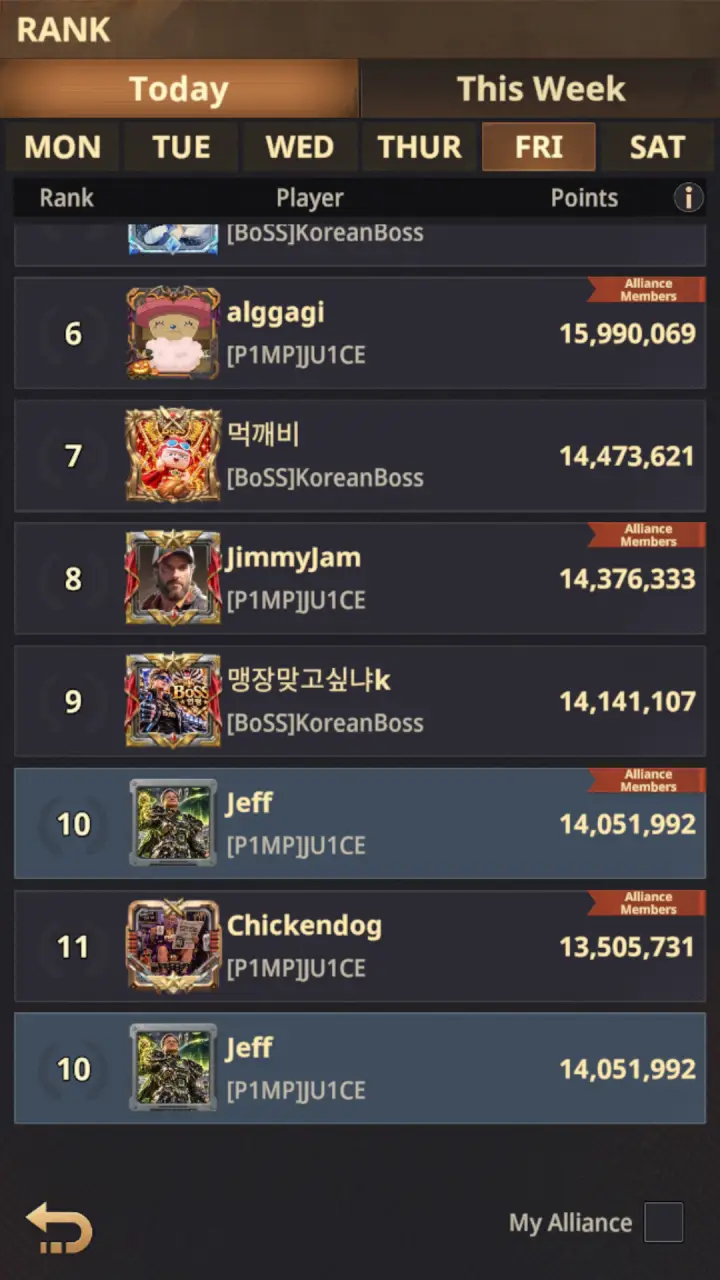 RANK
Today
This Week
MON TUE WED THUR FRI SAT
Rank Player Points
[BoSS]KoreanBoss
Alliance
Members
6
alggagi
15,990,069
[P1MP]JU1CE
7
먹깨비
14,473,621
[BoSS]KoreanBoss
Alliance
Members
8
JimmyJam
14,376,333
[P1MP]JU1CE
9
맹장맞고싶냐k
14,141,107
[BoSS]KoreanBoss
Alliance
Members
10
Jeff
14,051,992
[P1MP]JU1CE
Alliance
Members
11
Chickendog
13,505,731
[P1MP]JU1CE
10
Jeff
14,051,992
[P1MP]JU1CE
My Alliance